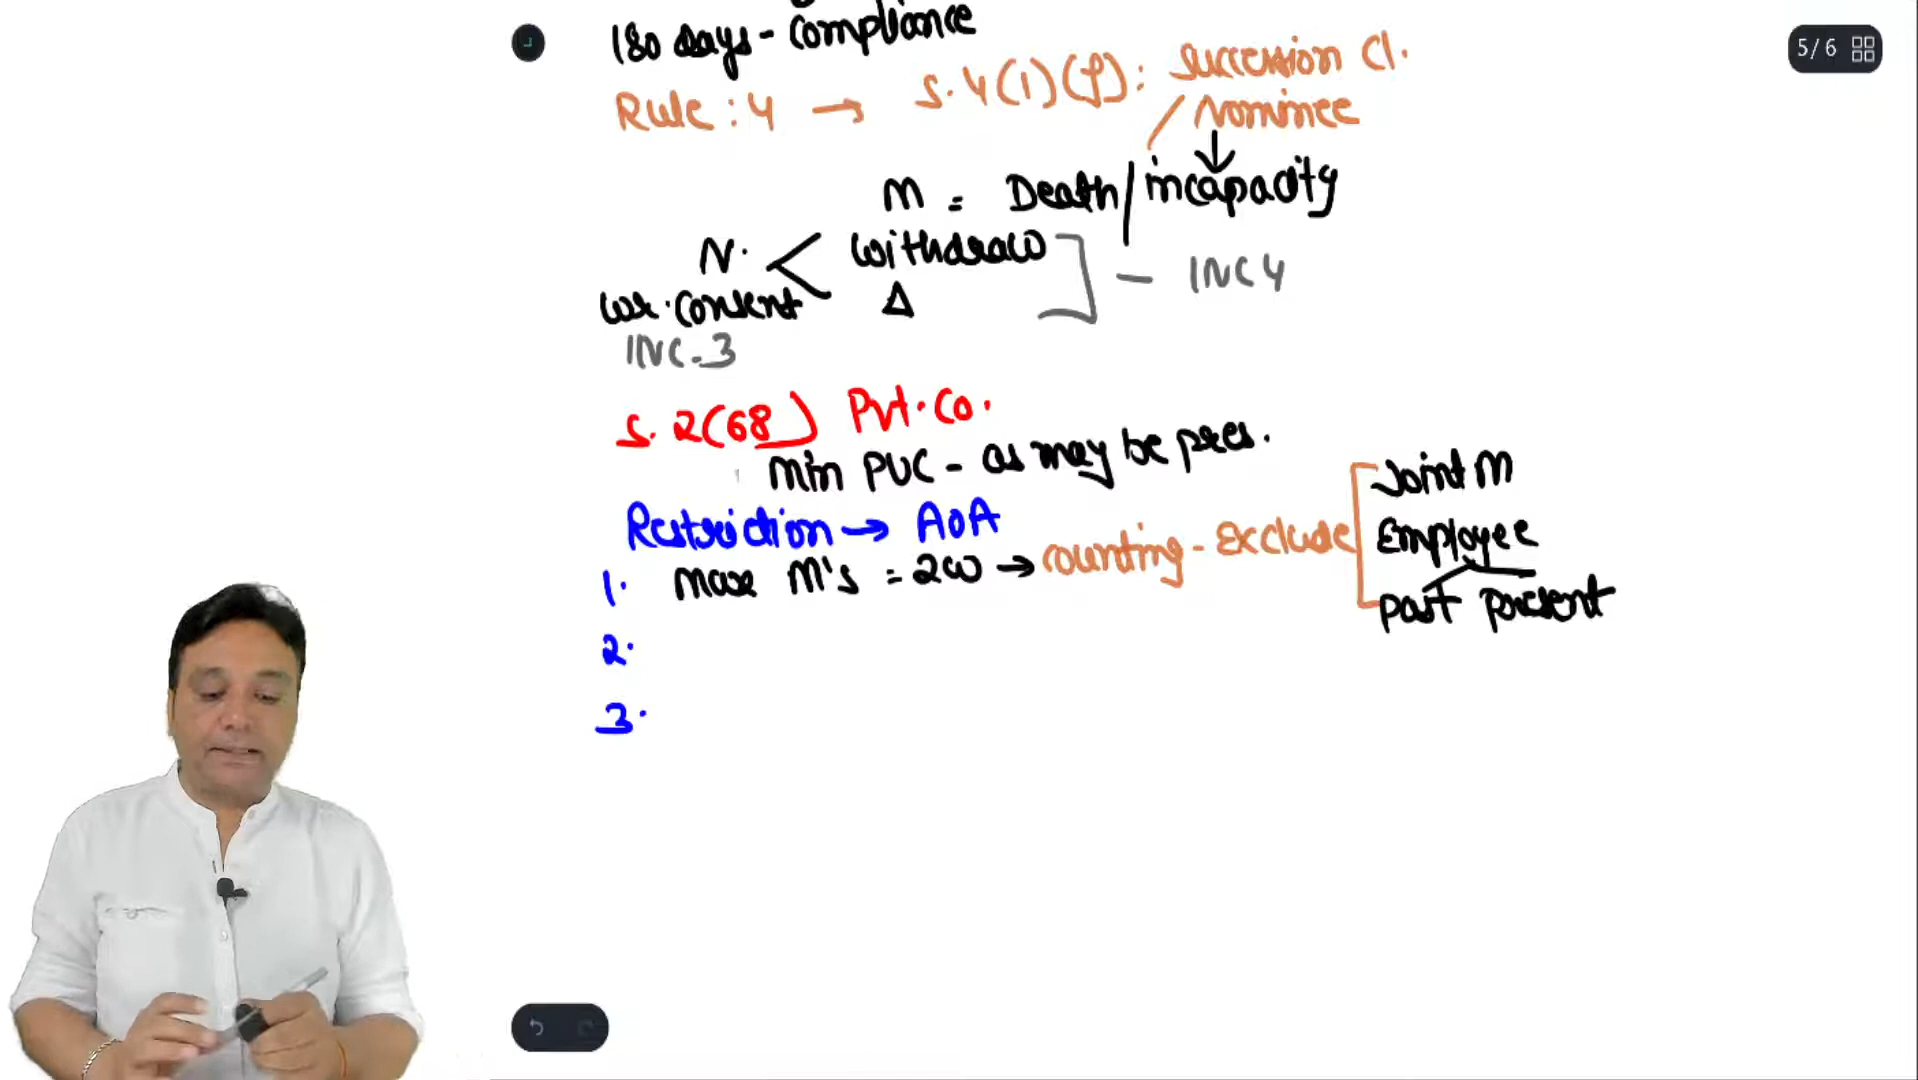 5/6
180 days - compliance
Rule : 4 → S. 4(1)(f): Succession Cl.
/ Nominee
↓
M = Death / incapacity
N. < withdraw ] — INC 4
wr. consent Δ
INC-3
S. 2(68) Pvt. Co.
Min PUC - as may be pres.
Restriction → AOA
1. Max M's = 200 → counting - Exclude [ Joint M
Employee
past present
2.
3.